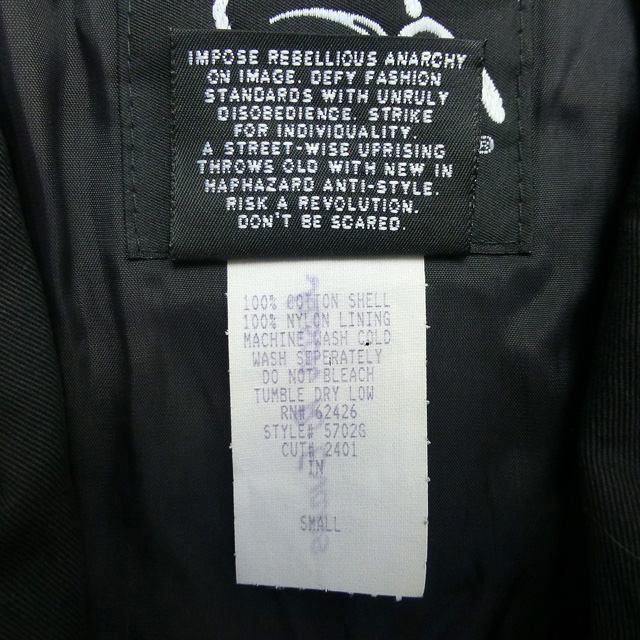 IMPOSE REBELLIOUS ANARCHY
ON IMAGE. DEFY FASHION
STANDARDS WITH UNRULY
DISOBEDIENCE. STRIKE
FOR INDIVIDUALITY.
A STREET-WISE UPRISING
THROWS OLD WITH NEW IN
HAPHAZARD ANTI-STYLE.
RISK A REVOLUTION.
DON'T BE SCARED.
®
100% COTTON SHELL
100% NYLON LINING
MACHINE WASH COLD
WASH SEPERATELY
DO NOT BLEACH
TUMBLE DRY LOW
RN# 62426
STYLE# 5702G
CUT# 2401
IN
SMALL